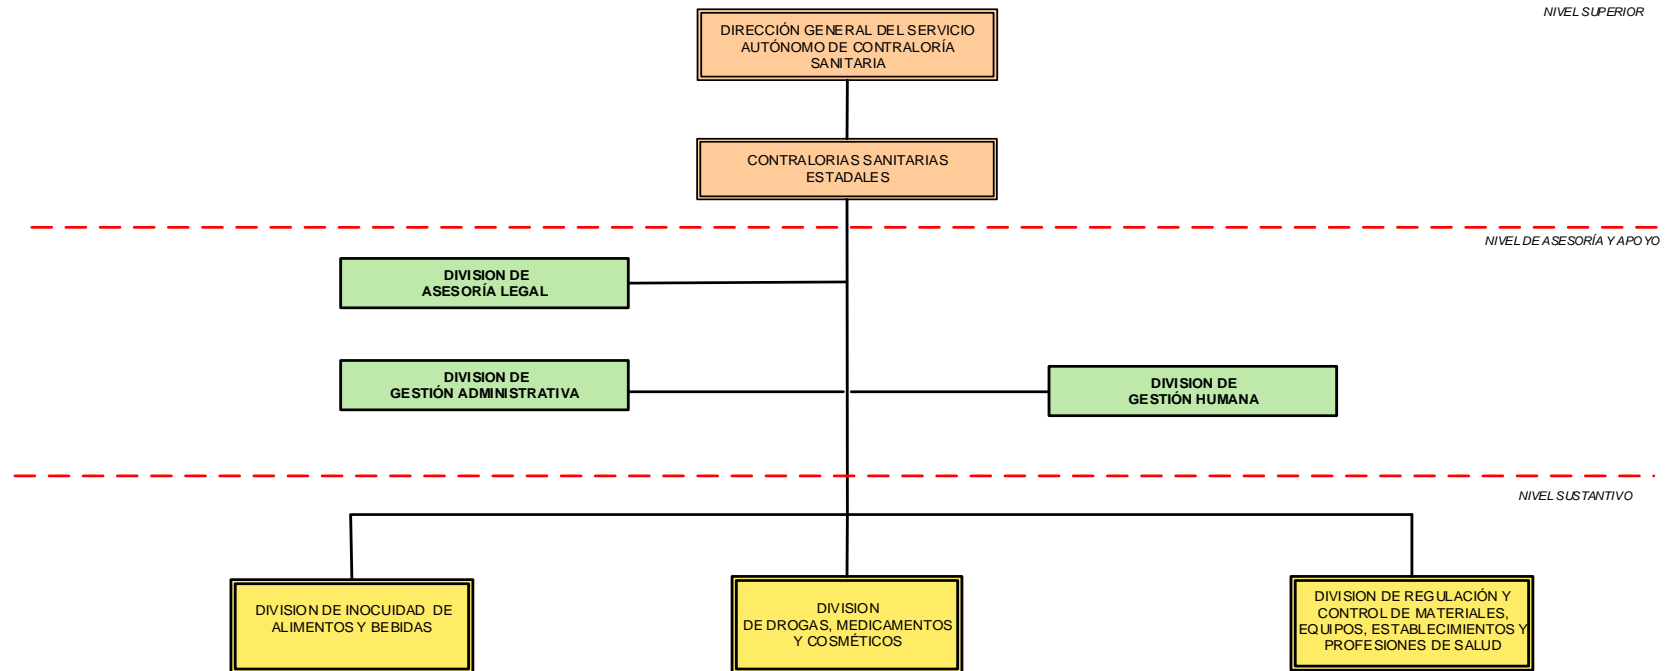 NIVEL SUPERIOR
DIRECCIÓN GENERAL DEL SERVICIO
AUTÓNOMO DE CONTRALORÍA
SANITARIA
CONTRALORIAS SANITARIAS
ESTADALES
NIVEL DE ASESORÍA Y APOYO
DIVISION DE
ASESORÍA LEGAL
DIVISION DE
GESTIÓN ADMINISTRATIVA
DIVISION DE
GESTIÓN HUMANA
NIVEL SUSTANTIVO
DIVISION DE INOCUIDAD DE
ALIMENTOS Y BEBIDAS
DIVISION
DE DROGAS, MEDICAMENTOS
Y COSMÉTICOS
DIVISION DE REGULACIÓN Y
CONTROL DE MATERIALES,
EQUIPOS, ESTABLECIMIENTOS Y
PROFESIONES DE SALUD